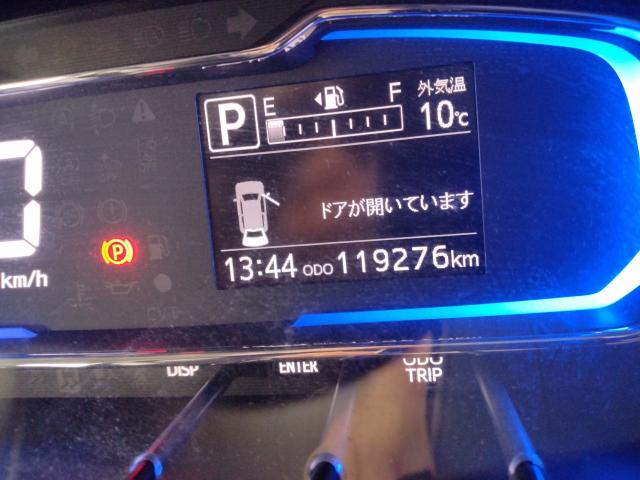 P E F 外気温
10℃
0
ドアが開いています
(P)
km/h
13:44 ODO 119276km
DISP ENTER ODO
TRIP